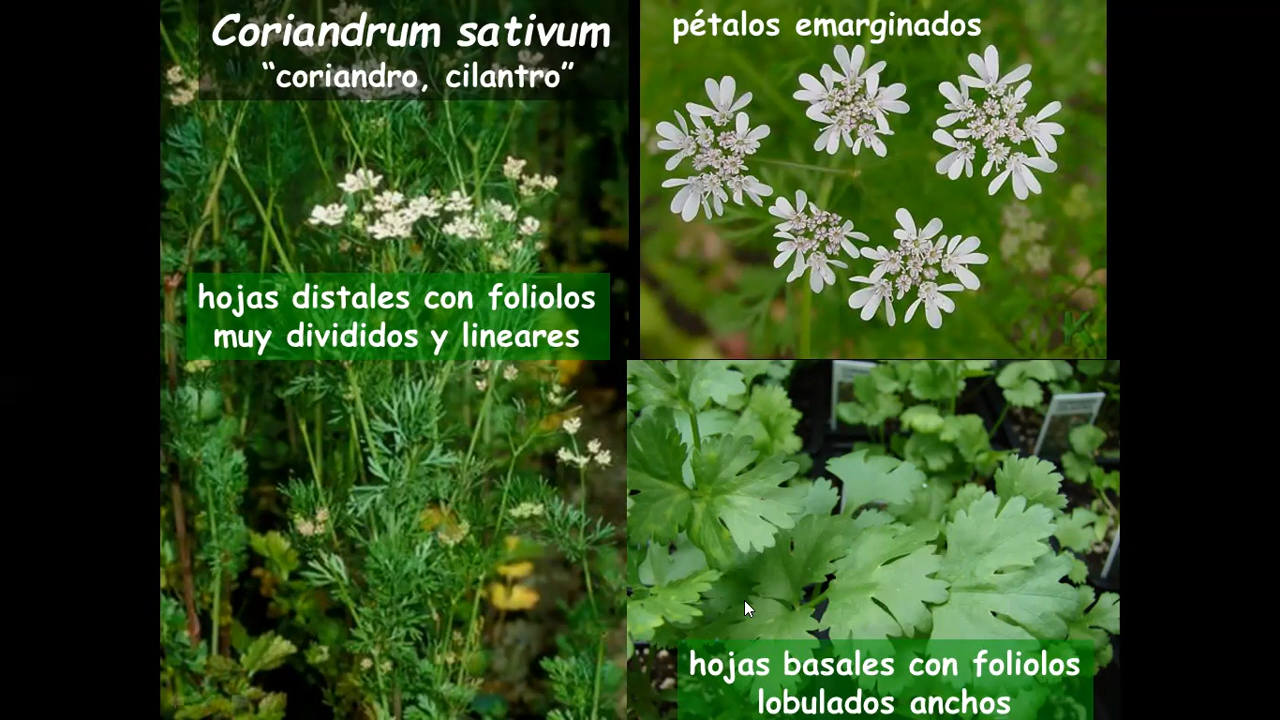 Coriandrum sativum
“coriandro, cilantro”
pétalos emarginados
hojas distales con foliolos
muy divididos y lineares
hojas basales con foliolos
lobulados anchos